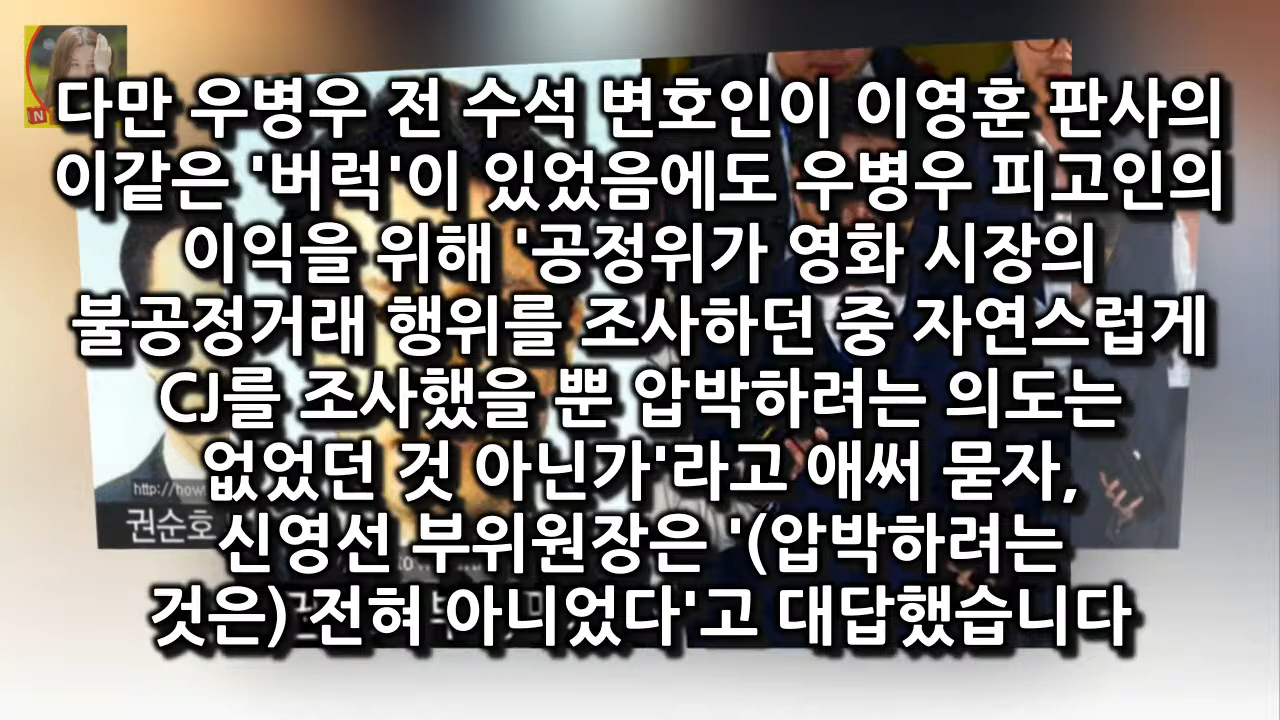 다만 우병우 전 수석 변호인이 이영훈 판사의
이같은 '버럭'이 있었음에도 우병우 피고인의
이익을 위해 '공정위가 영화 시장의
불공정거래 행위를 조사하던 중 자연스럽게
CJ를 조사했을 뿐 압박하려는 의도는
없었던 것 아닌가'라고 애써 묻자,
신영선 부위원장은 '(압박하려는
것은) 전혀 아니었다'고 대답했습니다
N
http://how
권순호